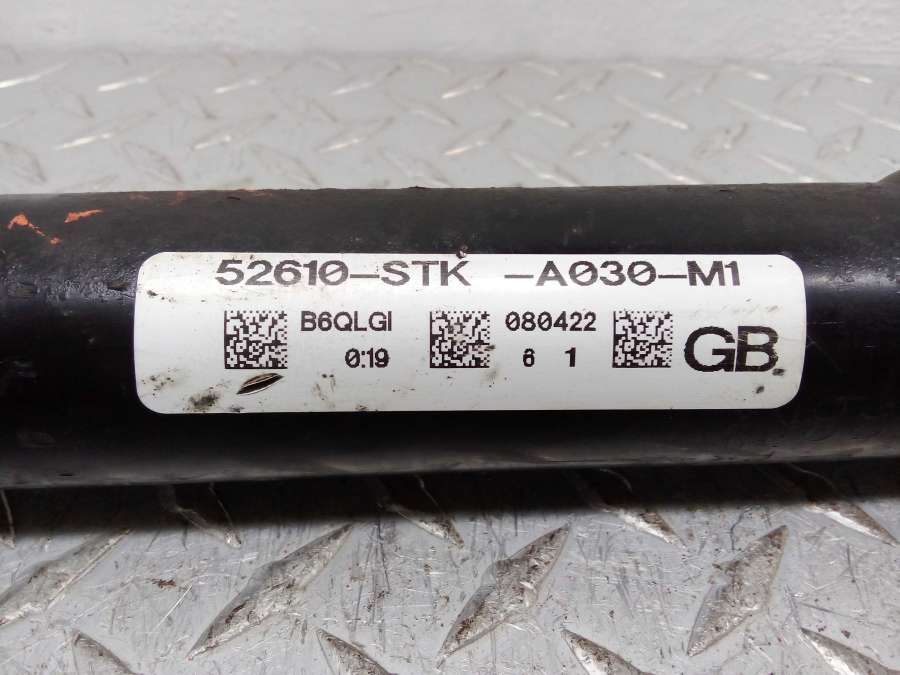 52610-STK -A030-M1
B6QLGI 080422
0:19 6 1 GB